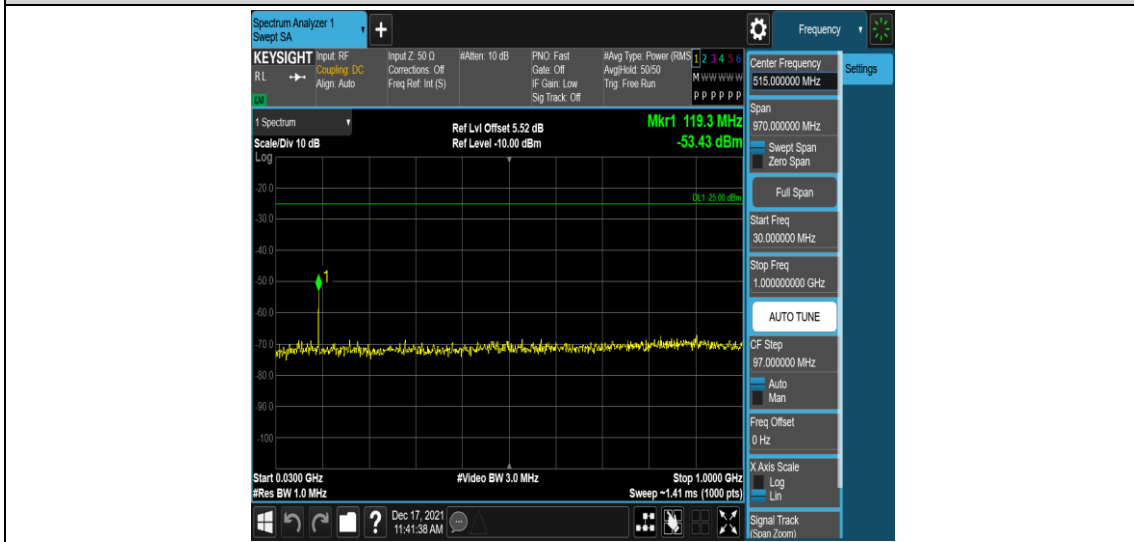 Spectrum Analyzer 1
Swept SA
+
Frequency
KEYSIGHT
RL
LXI
Input: RF
Coupling: DC
Align: Auto
Input Z: 50 Ω
Corrections: Off
Freq Ref: Int (S)
#Atten: 10 dB
PNO: Fast
Gate: Off
IF Gain: Low
Sig Track: Off
#Avg Type: Power (RMS
Avg|Hold: 50/50
Trig: Free Run
1 2 3 4 5 6
M W W W W W
P P P P P P
1 Spectrum
Scale/Div 10 dB
Log
Ref Lvl Offset 5.52 dB
Ref Level -10.00 dBm
Mkr1 119.3 MHz
-53.43 dBm
-20.0
DL1 -25.00 dBm
-30.0
-40.0
-50.0
1
-60.0
-70.0
-80.0
-90.0
-100
Start 0.0300 GHz
#Res BW 1.0 MHz
#Video BW 3.0 MHz
Stop 1.0000 GHz
Sweep ~1.41 ms (1000 pts)
?
Dec 17, 2021
11:41:38 AM
Center Frequency
515.000000 MHz
Settings
Span
970.000000 MHz
Swept Span
Zero Span
Full Span
Start Freq
30.000000 MHz
Stop Freq
1.000000000 GHz
AUTO TUNE
CF Step
97.000000 MHz
Auto
Man
Freq Offset
0 Hz
X Axis Scale
Log
Lin
Signal Track
(Span Zoom)